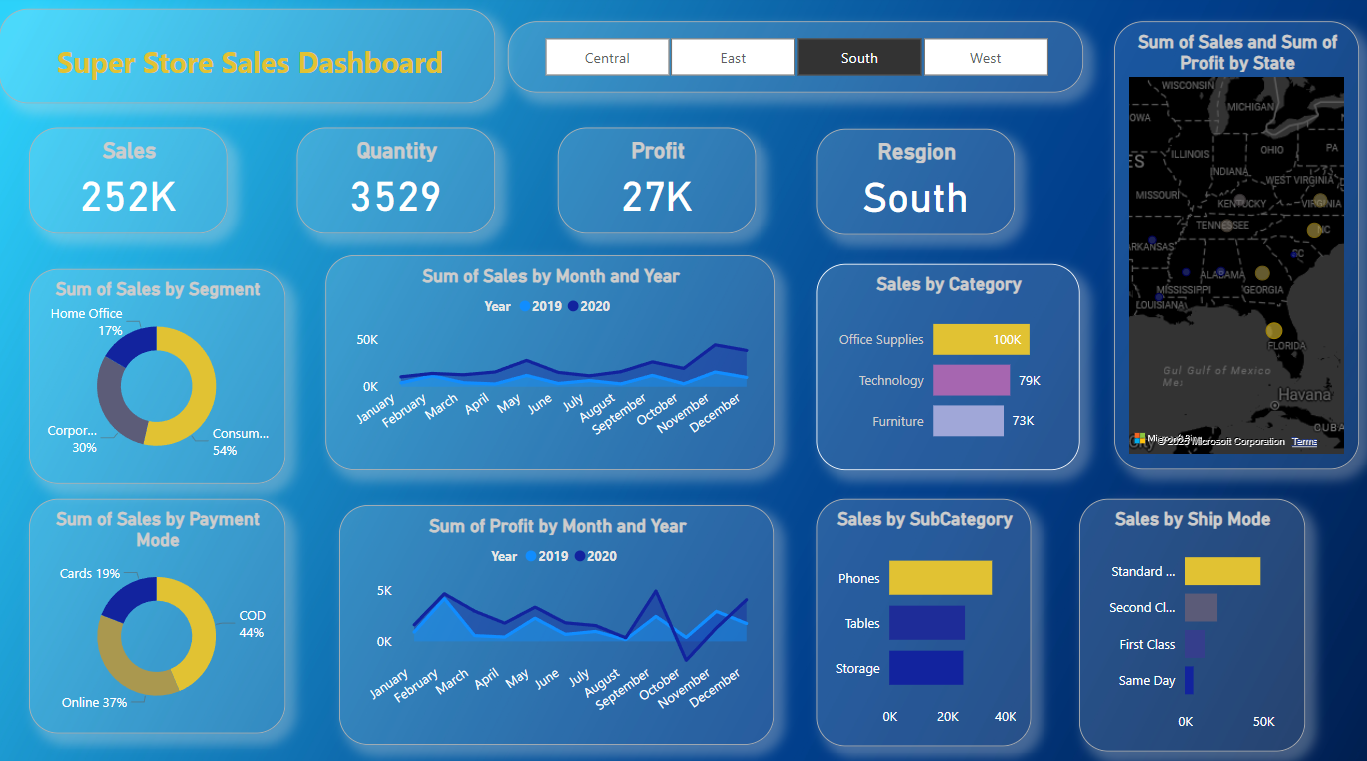 Super Store Sales Dashboard
Central
East
South
West
Sum of Sales and Sum of
Profit by State
WISCONSIN
MICHIGAN
OWA
ILLINOIS
OHIO
PA
ES
INDIANA
WEST VIRGINIA
MISSOURI
KENTUCKY
VIRGINIA
TENNESSEE
NC
ARKANSAS
SC
ALABAMA
MISSISSIPPI
GEORGIA
LOUISIANA
FLORIDA
Gulf of Mexico
Havana
CUBA
Microsoft Corporation
Terms
Sales
252K
Quantity
3529
Profit
27K
Resgion
South
Sum of Sales by Segment
Home Office
17%
Corpor...
30%
Consum...
54%
Sum of Sales by Month and Year
Year 2019 2020
50K
0K
January
February
March
April
May
June
July
August
September
October
November
December
Sales by Category
Office Supplies 100K
Technology 79K
Furniture 73K
Sum of Sales by Payment
Mode
Cards 19%
COD
44%
Online 37%
Sum of Profit by Month and Year
Year 2019 2020
5K
0K
January
February
March
April
May
June
July
August
September
October
November
December
Sales by SubCategory
Phones
Tables
Storage
0K 20K 40K
Sales by Ship Mode
Standard ...
Second Cl...
First Class
Same Day
0K 50K